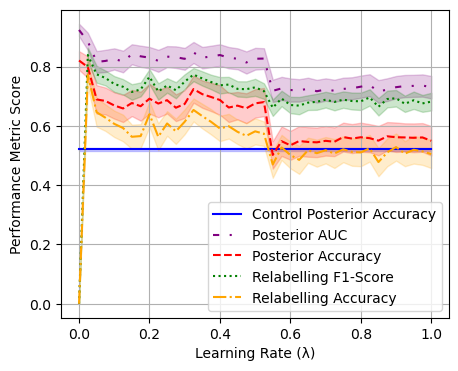 Performance Metric Score
0.8
0.6
0.4
0.2
0.0
Control Posterior Accuracy
Posterior AUC
Posterior Accuracy
Relabelling F1-Score
Relabelling Accuracy
0.0 0.2 0.4 0.6 0.8 1.0
Learning Rate (λ)